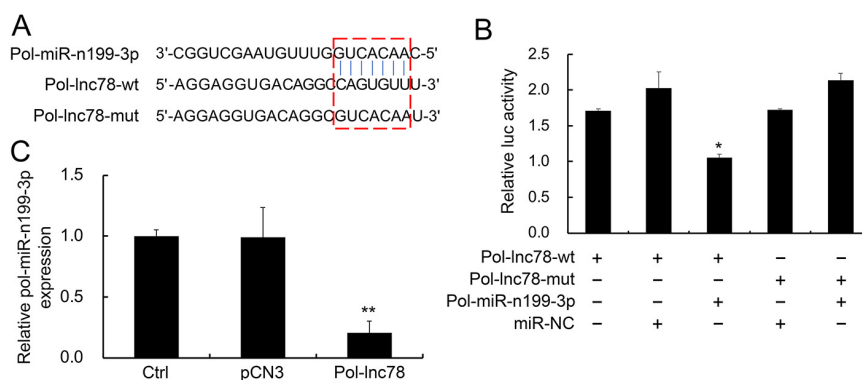 A
Pol-miR-n199-3p 3'-CGGUCGAAUGUUUGGUCACAAC-5'
Pol-lnc78-wt 5'-AGGAGGUGACAGGCCAGUGUUU-3'
Pol-lnc78-mut 5'-AGGAGGUGACAGGCGUCACAAU-3'
B
Relative luc activity
2.5
2.0
1.5
1.0
0.5
0.0
*
Pol-lnc78-wt + + + – –
Pol-lnc78-mut – – – + +
Pol-miR-n199-3p – – + – +
miR-NC – + – + –
C
Relative pol-miR-n199-3p
expression
1.5
1.0
0.5
0.0
**
Ctrl pCN3 Pol-lnc78